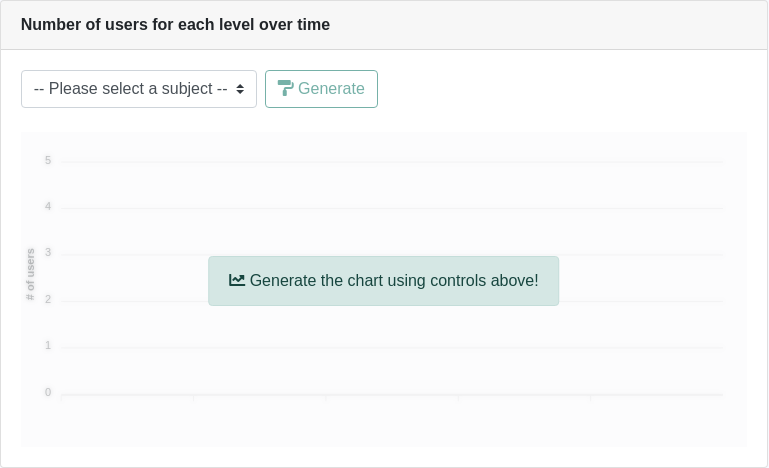 Number of users for each level over time
-- Please select a subject --
Generate
5
4
3
2
1
0
# of users
Generate the chart using controls above!